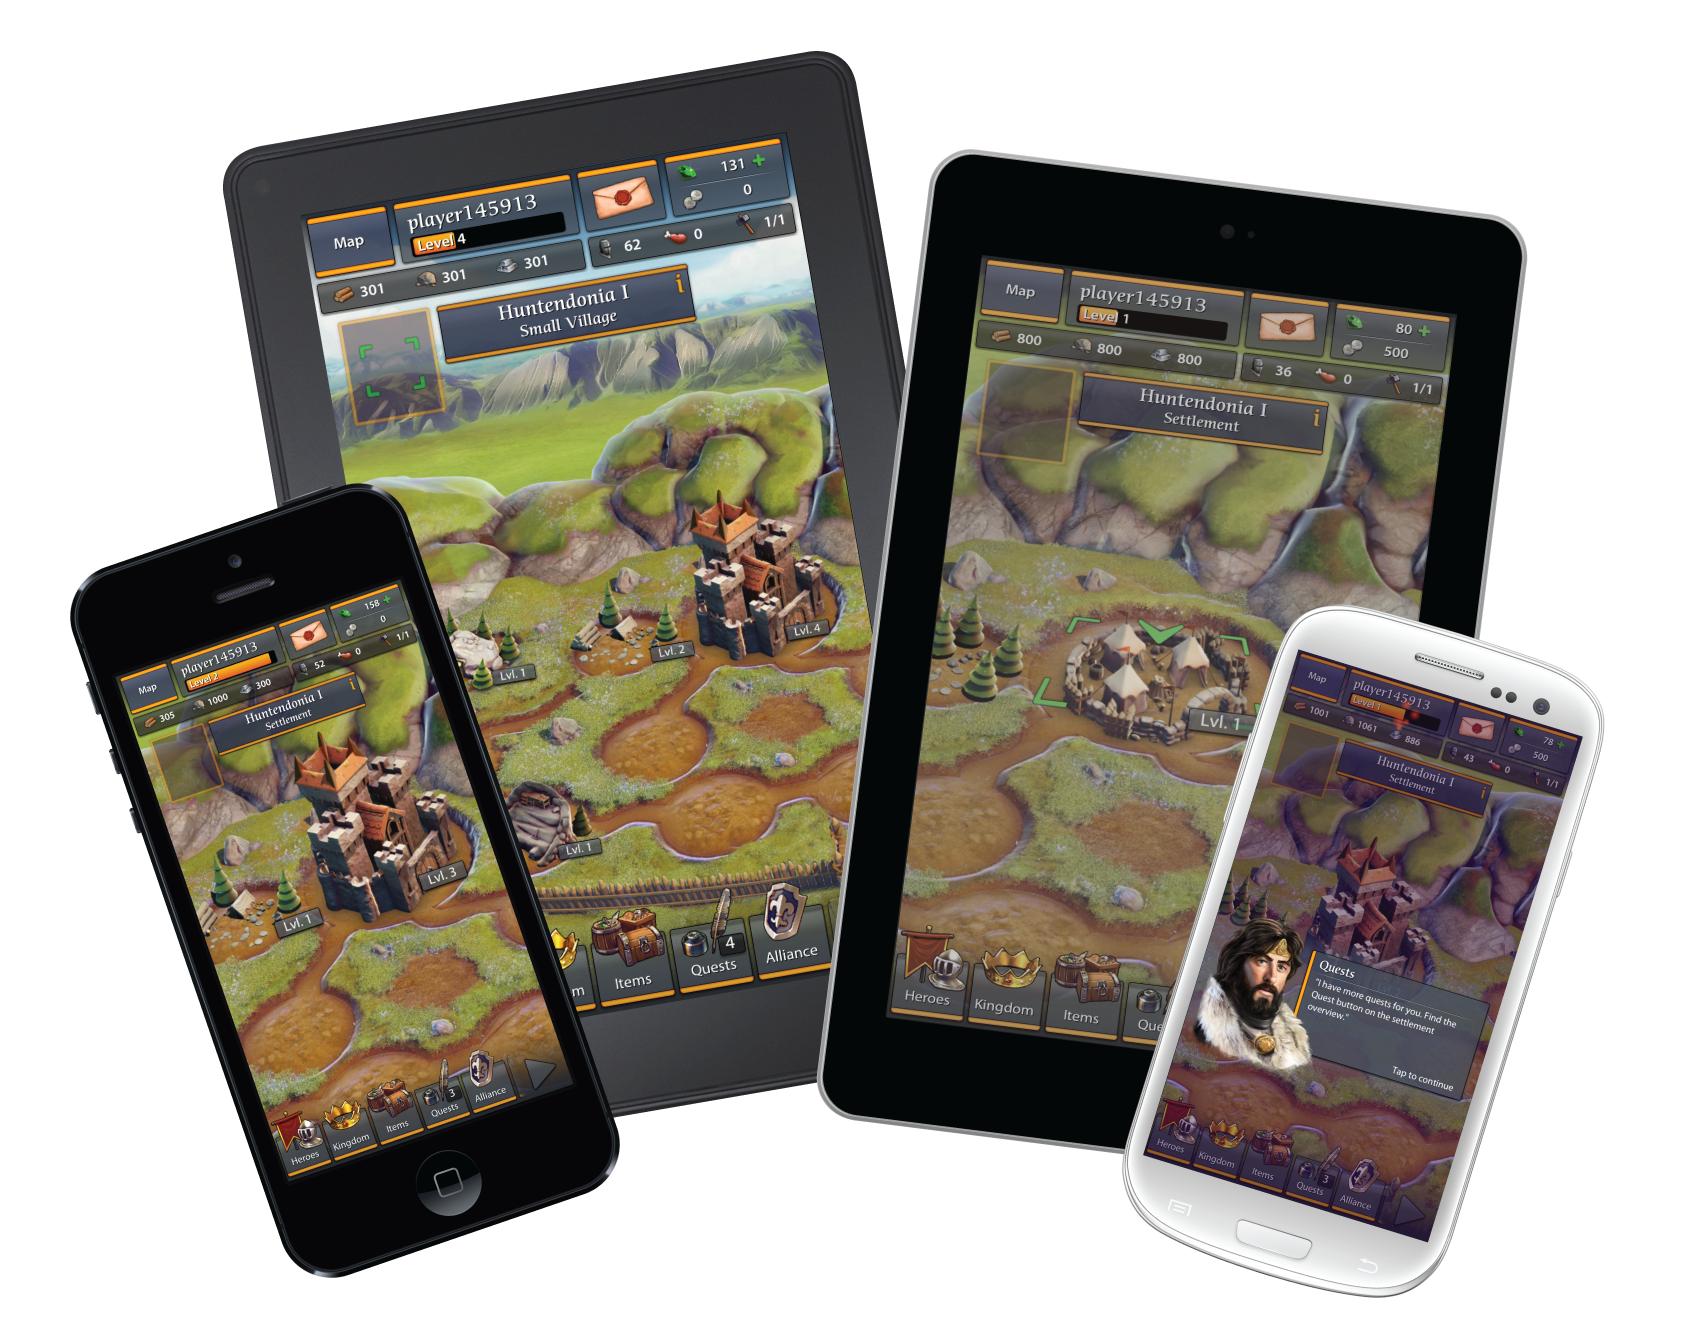 Map
player145913
Level 4
131
0
301
301
301
62
0
1/1
Huntendonia I
Small Village
i
Lvl. 1
Lvl. 2
Lvl. 4
Lvl. 1
m
Items
4
Quests
Alliance
Map
player145913
Level 1
80
500
800
800
800
36
0
1/1
Huntendonia I
Settlement
i
Lvl. 1
Heroes
Kingdom
Items
Que
Map
player145913
Level 2
158
0
305
1000
300
52
0
1/1
Huntendonia I
Settlement
i
Lvl. 3
Lvl. 1
Heroes
Kingdom
Items
3
Quests
Alliance
Map
player145913
Level 1
78
500
1001
1061
886
43
0
1/1
Huntendonia I
Settlement
i
Quests
"I have more quests for you. Find the
Quest button on the settlement
overview."
Tap to continue
Heroes
Kingdom
Items
3
Quests
Alliance